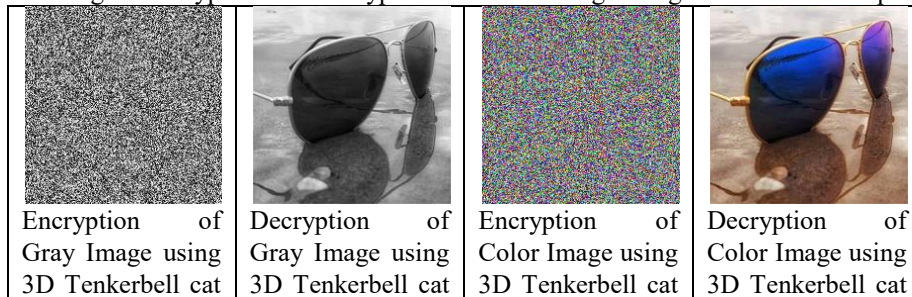 Encryption of
Gray Image using
3D Tenkerbell cat
Decryption of
Gray Image using
3D Tenkerbell cat
Encryption of
Color Image using
3D Tenkerbell cat
Decryption of
Color Image using
3D Tenkerbell cat